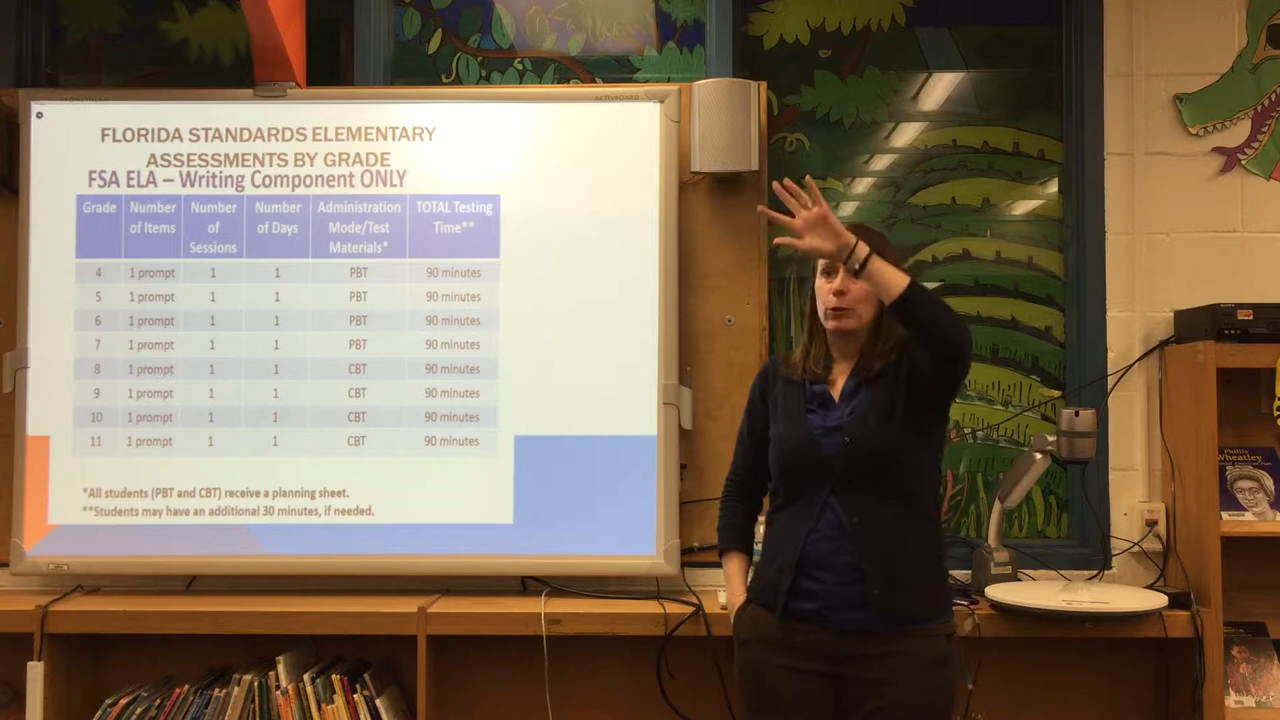 ACTIVBOARD
FLORIDA STANDARDS ELEMENTARY
ASSESSMENTS BY GRADE
FSA ELA – Writing Component ONLY
Grade Number of Items Number of Sessions Number of Days Administration Mode/Test Materials* TOTAL Testing Time**
4 1 prompt 1 1 PBT 90 minutes
5 1 prompt 1 1 PBT 90 minutes
6 1 prompt 1 1 PBT 90 minutes
7 1 prompt 1 1 PBT 90 minutes
8 1 prompt 1 1 CBT 90 minutes
9 1 prompt 1 1 CBT 90 minutes
10 1 prompt 1 1 CBT 90 minutes
11 1 prompt 1 1 CBT 90 minutes
*All students (PBT and CBT) receive a planning sheet.
**Students may have an additional 30 minutes, if needed.
Phillis
Wheatley